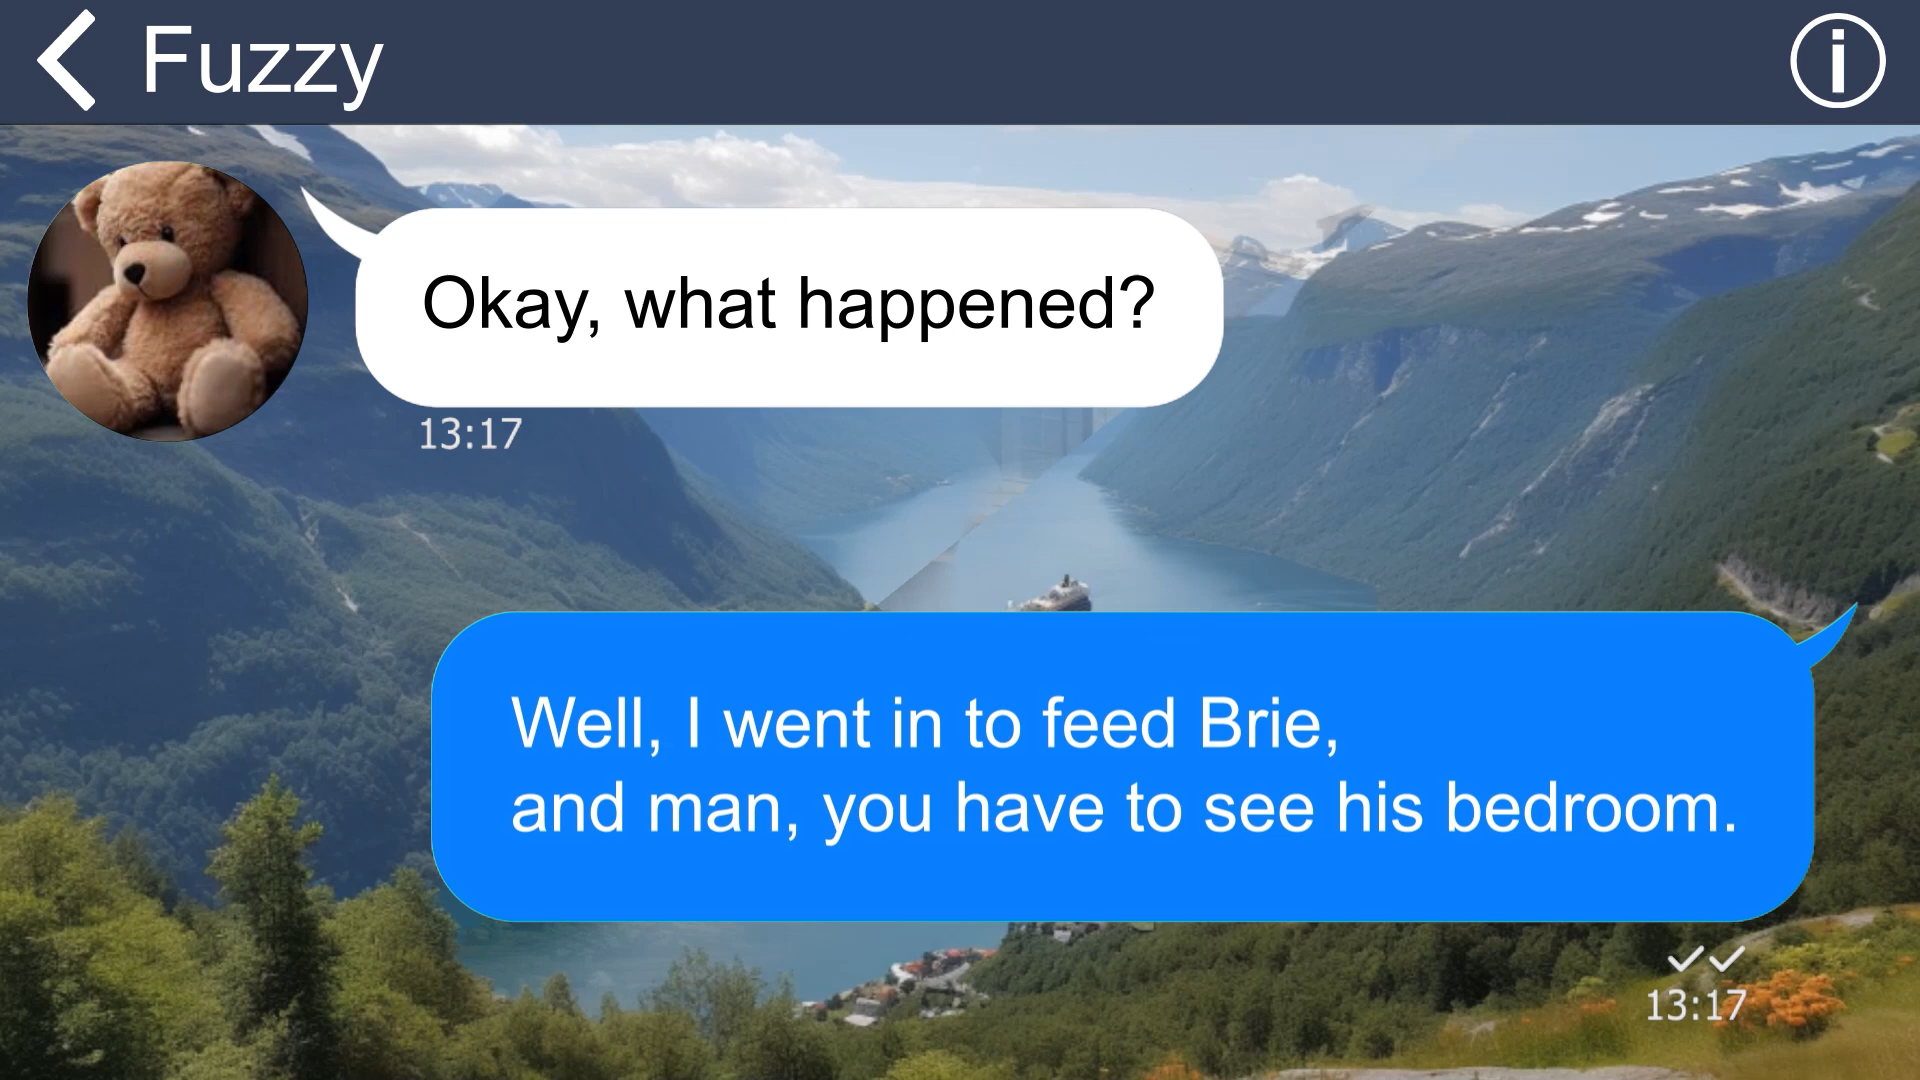 Fuzzy
Okay, what happened?
13:17
Well, I went in to feed Brie,
and man, you have to see his bedroom.
13:17